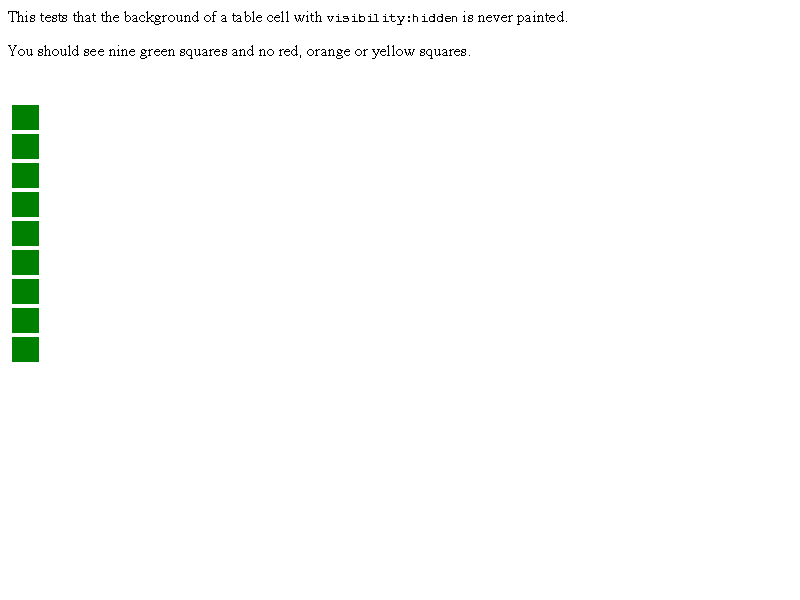 This tests that the background of a table cell with visibility:hidden is never painted.
You should see nine green squares and no red, orange or yellow squares.